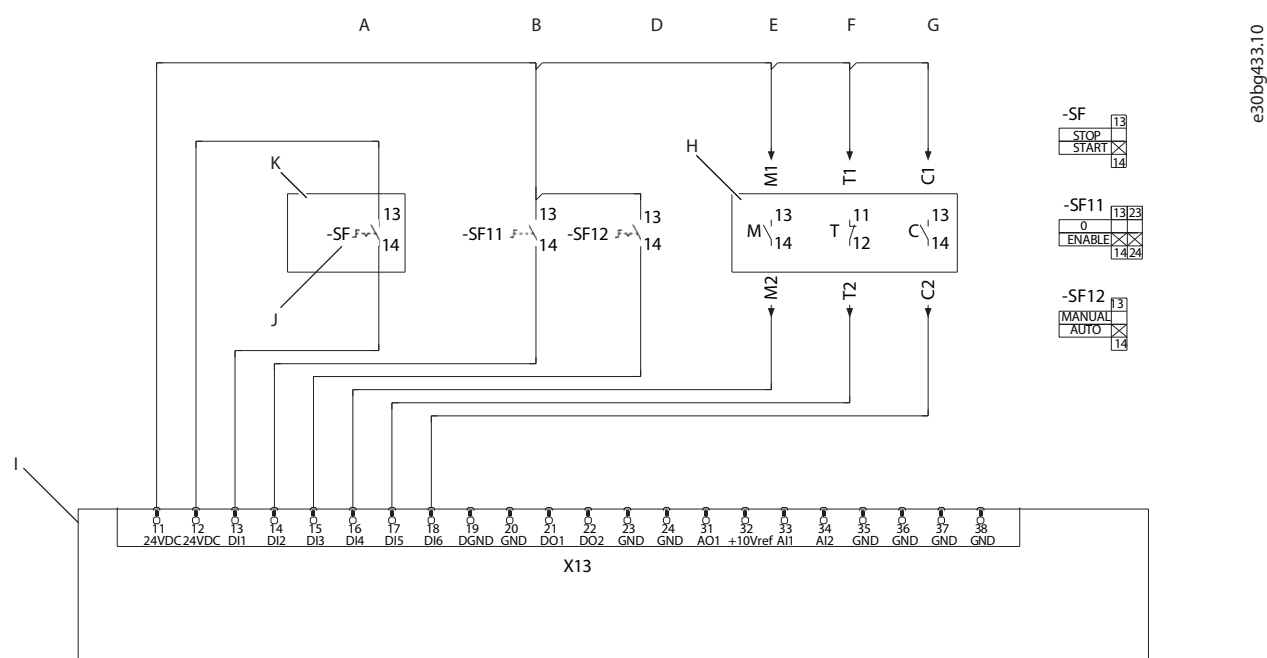 A B D E F G
e30bg433.10
-SF 13
STOP
START
14
K
H
M1 T1 C1
-SF11 13 23
0
ENABLE
14 24
13 13 13 13 11 13
-SF -SF11 -SF12 M T C
14 14 14 14 12 14
J
M2 T2 C2
-SF12 13
MANUAL
AUTO
14
I
11 12 13 14 15 16 17 18 19 20 21 22 23 24 31 32 33 34 35 36 37 38
24VDC 24VDC DI1 DI2 DI3 DI4 DI5 DI6 DGND GND DO1 DO2 GND GND AO1 +10Vref AI1 AI2 GND GND GND GND
X13